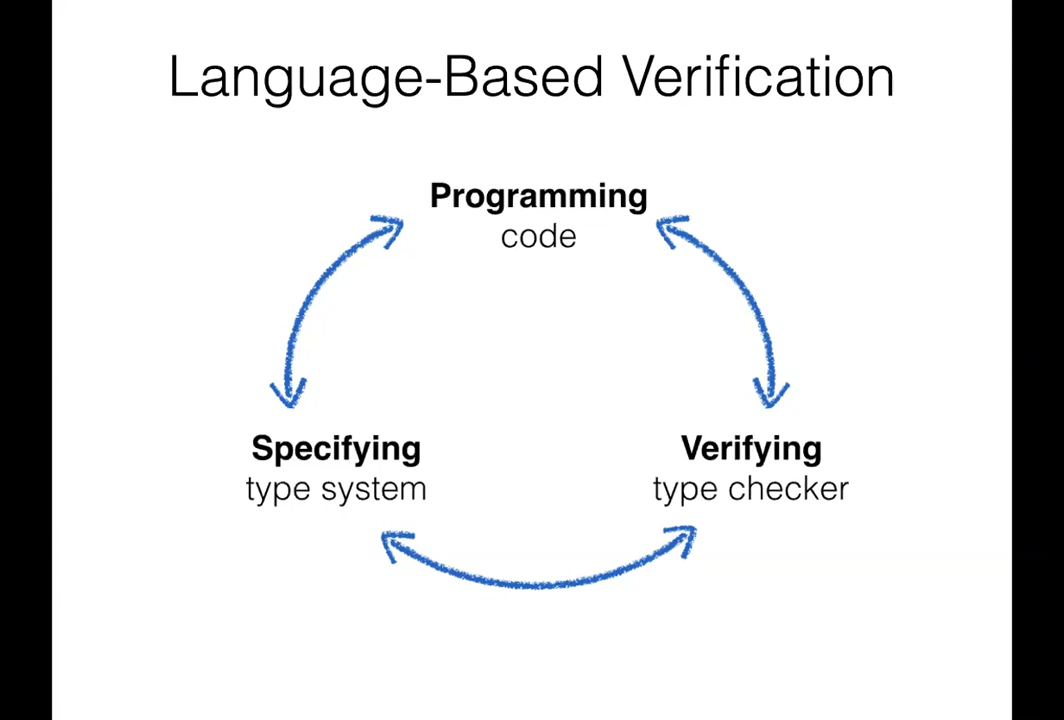 Language-Based Verification
Programming
code
Specifying
type system
Verifying
type checker